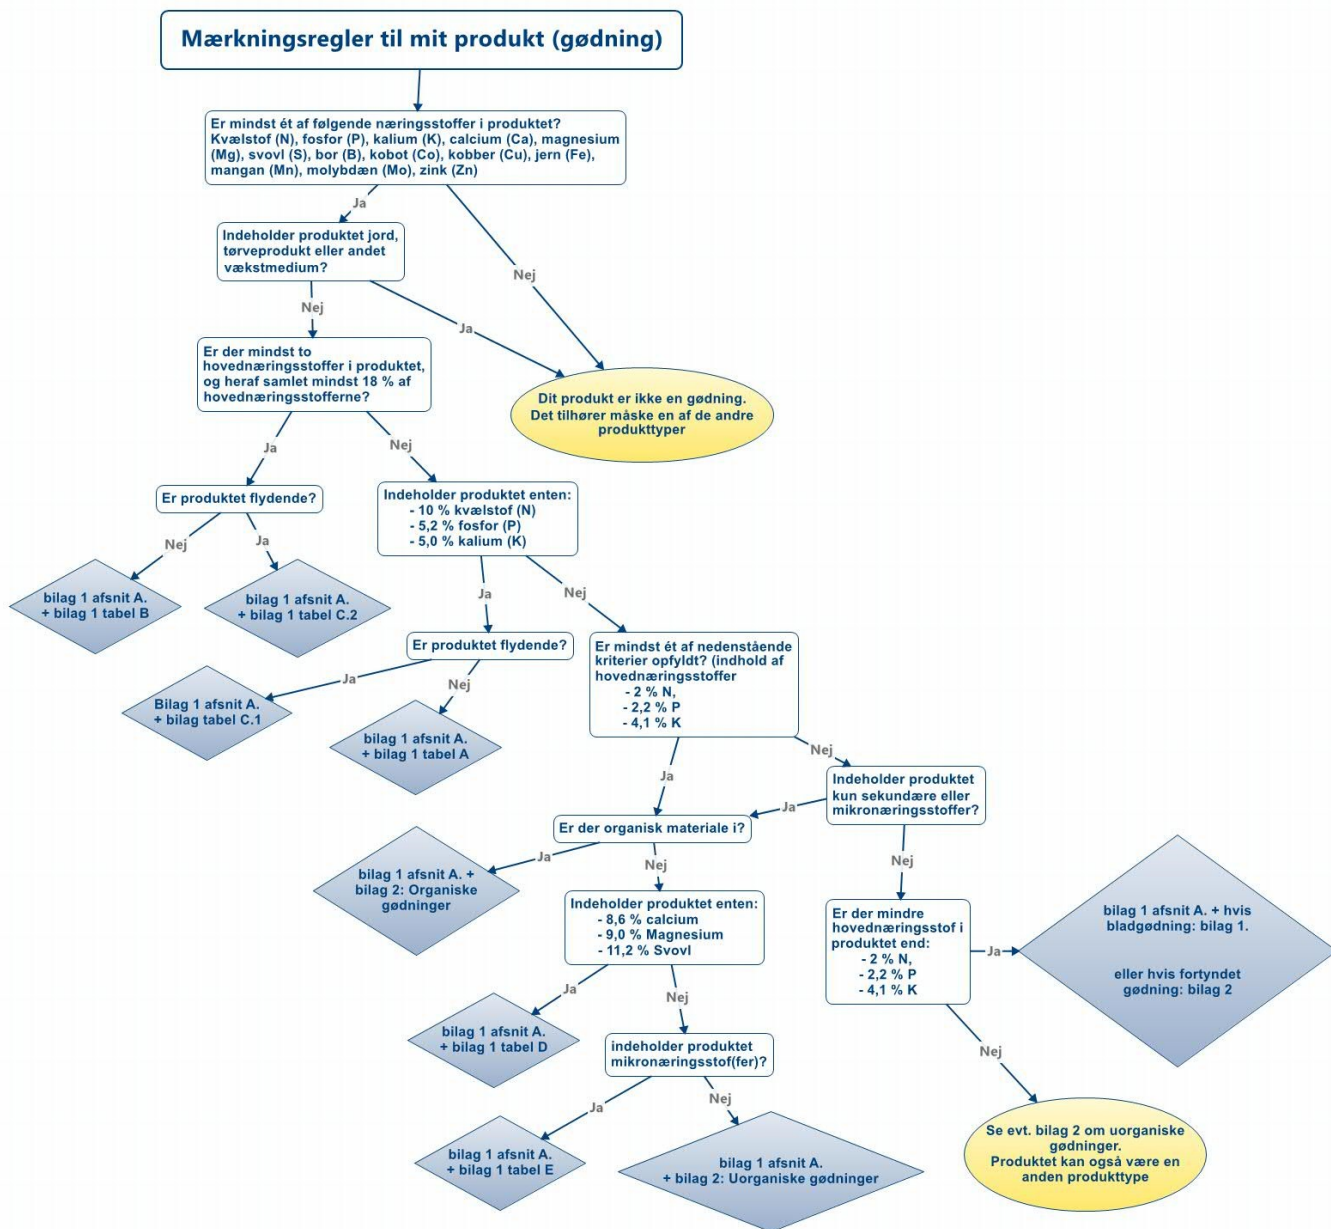 Mærkningsregler til mit produkt (gødning)
Er mindst ét af følgende næringsstoffer i produktet?
Kvælstof (N), fosfor (P), kalium (K), calcium (Ca), magnesium
(Mg), svovl (S), bor (B), kobot (Co), kobber (Cu), jern (Fe),
mangan (Mn), molybdæn (Mo), zink (Zn)
Ja
Nej
Indeholder produktet jord,
tørveprodukt eller andet
vækstmedium?
Nej
Ja
Er der mindst to
hovednæringsstoffer i produktet,
og heraf samlet mindst 18 % af
hovednæringsstofferne?
Dit produkt er ikke en gødning.
Det tilhører måske en af de andre
produkttyper
Ja
Nej
Er produktet flydende?
Indeholder produktet enten:
- 10 % kvælstof (N)
- 5,2 % fosfor (P)
- 5,0 % kalium (K)
Nej
Ja
bilag 1 afsnit A.
+ bilag 1 tabel B
bilag 1 afsnit A.
+ bilag 1 tabel C.2
Ja
Nej
Er produktet flydende?
Er mindst ét af nedenstående
kriterier opfyldt? (indhold af
hovednæringsstoffer
- 2 % N,
- 2,2 % P
- 4,1 % K
Ja
Nej
Bilag 1 afsnit A.
+ bilag tabel C.1
bilag 1 afsnit A.
+ bilag 1 tabel A
Ja
Nej
Indeholder produktet
kun sekundære eller
mikronæringsstoffer?
Ja
Nej
Er der organisk materiale i?
Ja
Nej
bilag 1 afsnit A. +
bilag 2: Organiske
gødninger
Indeholder produktet enten:
- 8,6 % calcium
- 9,0 % Magnesium
- 11,2 % Svovl
Er der mindre
hovednæringsstof i
produktet end:
- 2 % N,
- 2,2 % P
- 4,1 % K
Ja
bilag 1 afsnit A. + hvis
bladgødning: bilag 1.
eller hvis fortyndet
gødning: bilag 2
Ja
Nej
bilag 1 afsnit A.
+ bilag 1 tabel D
indeholder produktet
mikronæringsstof(fer)?
Nej
Ja
Nej
bilag 1 afsnit A.
+ bilag 1 tabel E
bilag 1 afsnit A.
+ bilag 2: Uorganiske gødninger
Se evt. bilag 2 om uorganiske
gødninger.
Produktet kan også være en
anden produkttype